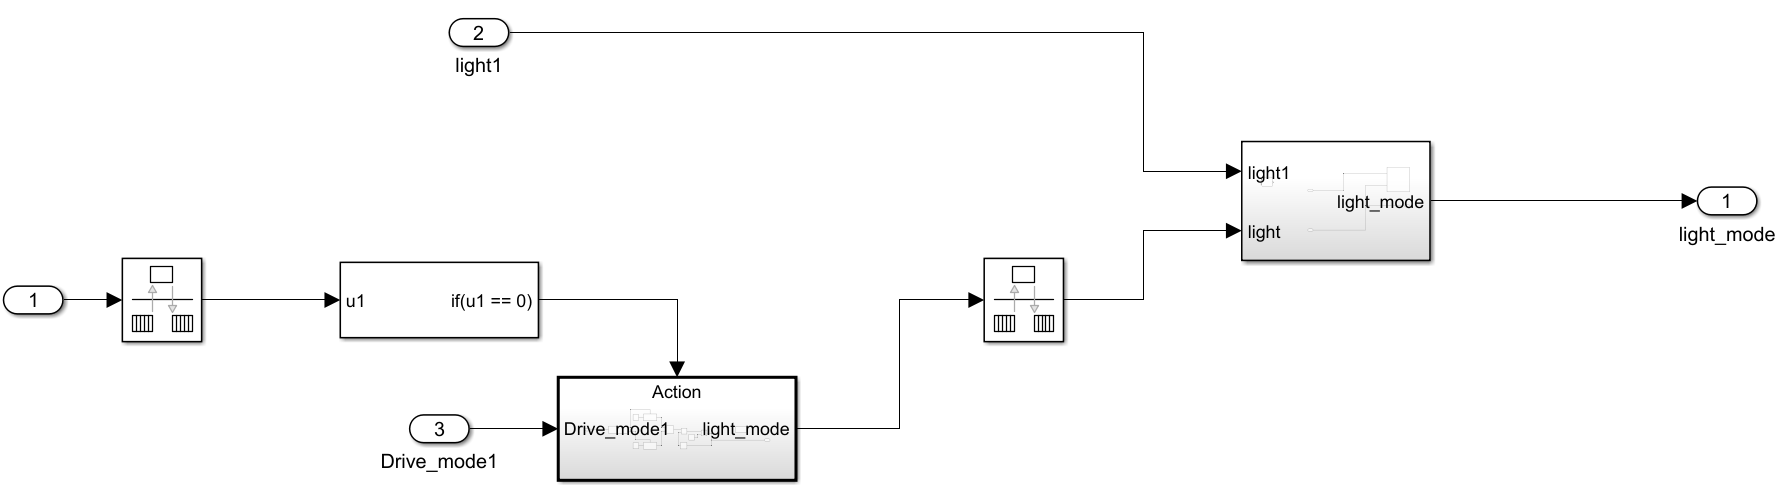 2
light1
light1
light_mode
light
1
light_mode
1
u1
if(u1 == 0)
Action
Drive_mode1
light_mode
3
Drive_mode1